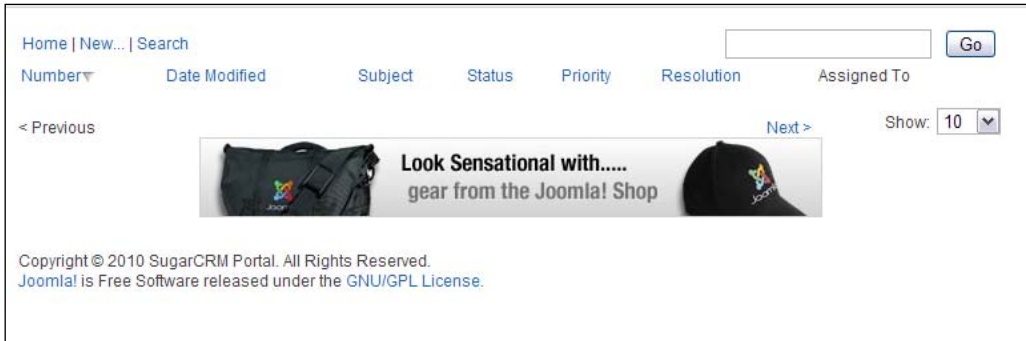 Home | New... | Search
Go
Number Date Modified Subject Status Priority Resolution Assigned To
< Previous Next > Show: 10
Look Sensational with.....
gear from the Joomla! Shop
Copyright © 2010 SugarCRM Portal. All Rights Reserved.
Joomla! is Free Software released under the GNU/GPL License.